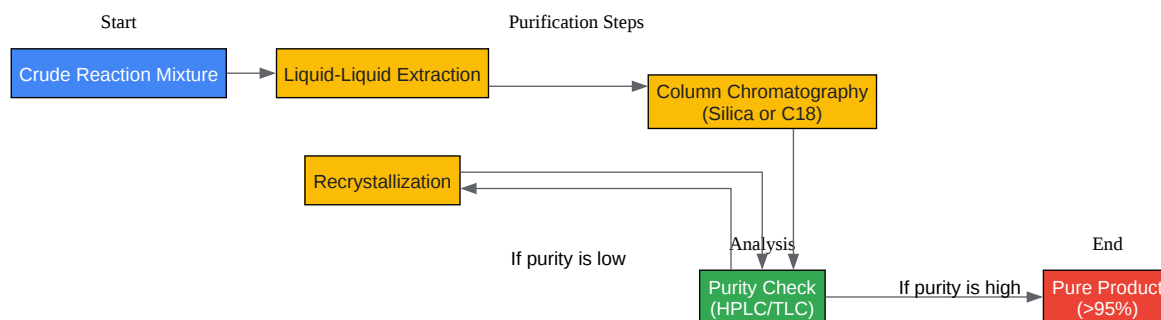 Start
Purification Steps
Crude Reaction Mixture
Liquid-Liquid Extraction
Column Chromatography
(Silica or C18)
Recrystallization
If purity is low
Analysis
End
Purity Check
(HPLC/TLC)
If purity is high
Pure Product
(>95%)